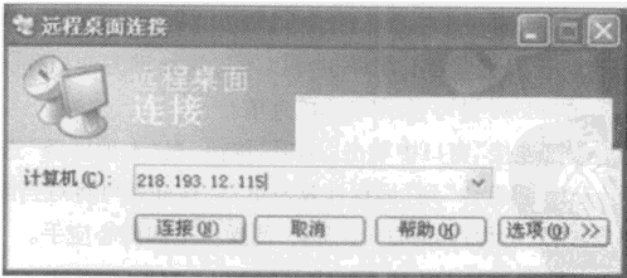 远程桌面连接
远程桌面
连接
计算机(C):
218.193.12.115
连接(N) 取消 帮助(H) 选项(O) >>